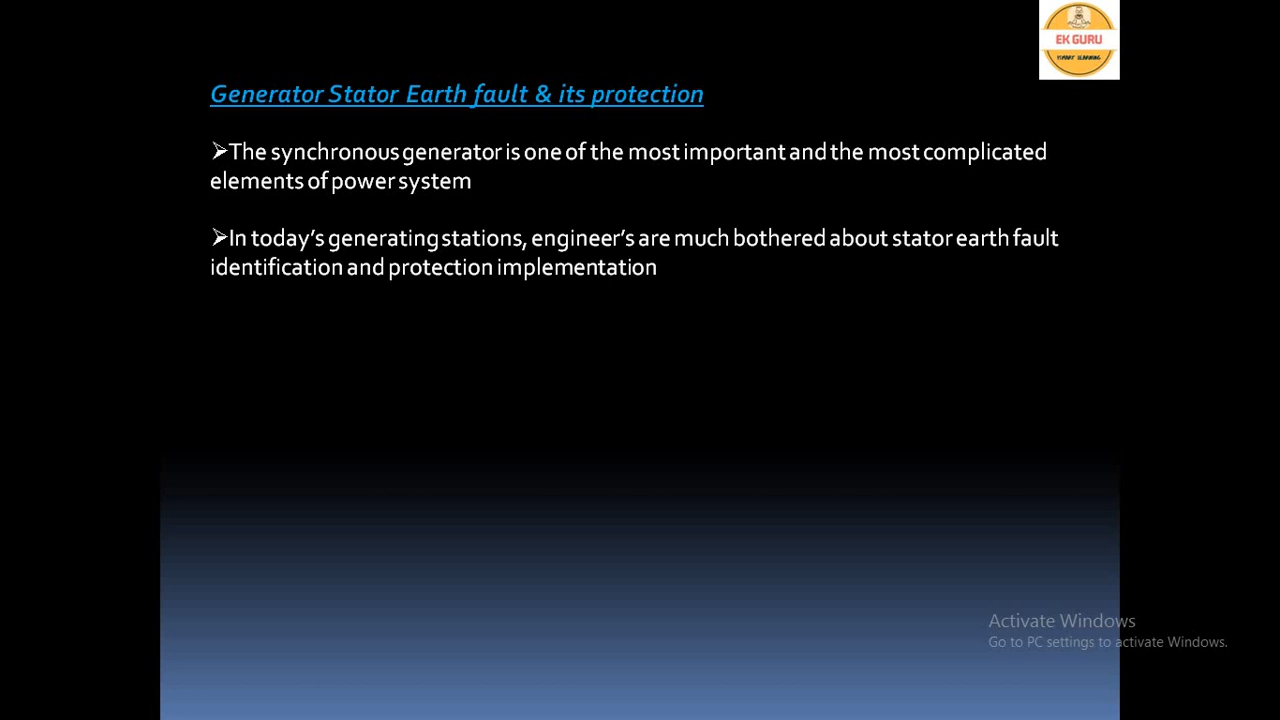 EK GURU
SMART LEARNING
Generator Stator Earth fault & its protection
➢The synchronous generator is one of the most important and the most complicated
elements of power system
➢In today’s generating stations, engineer’s are much bothered about stator earth fault
identification and protection implementation
Activate Windows
Go to PC settings to activate Windows.